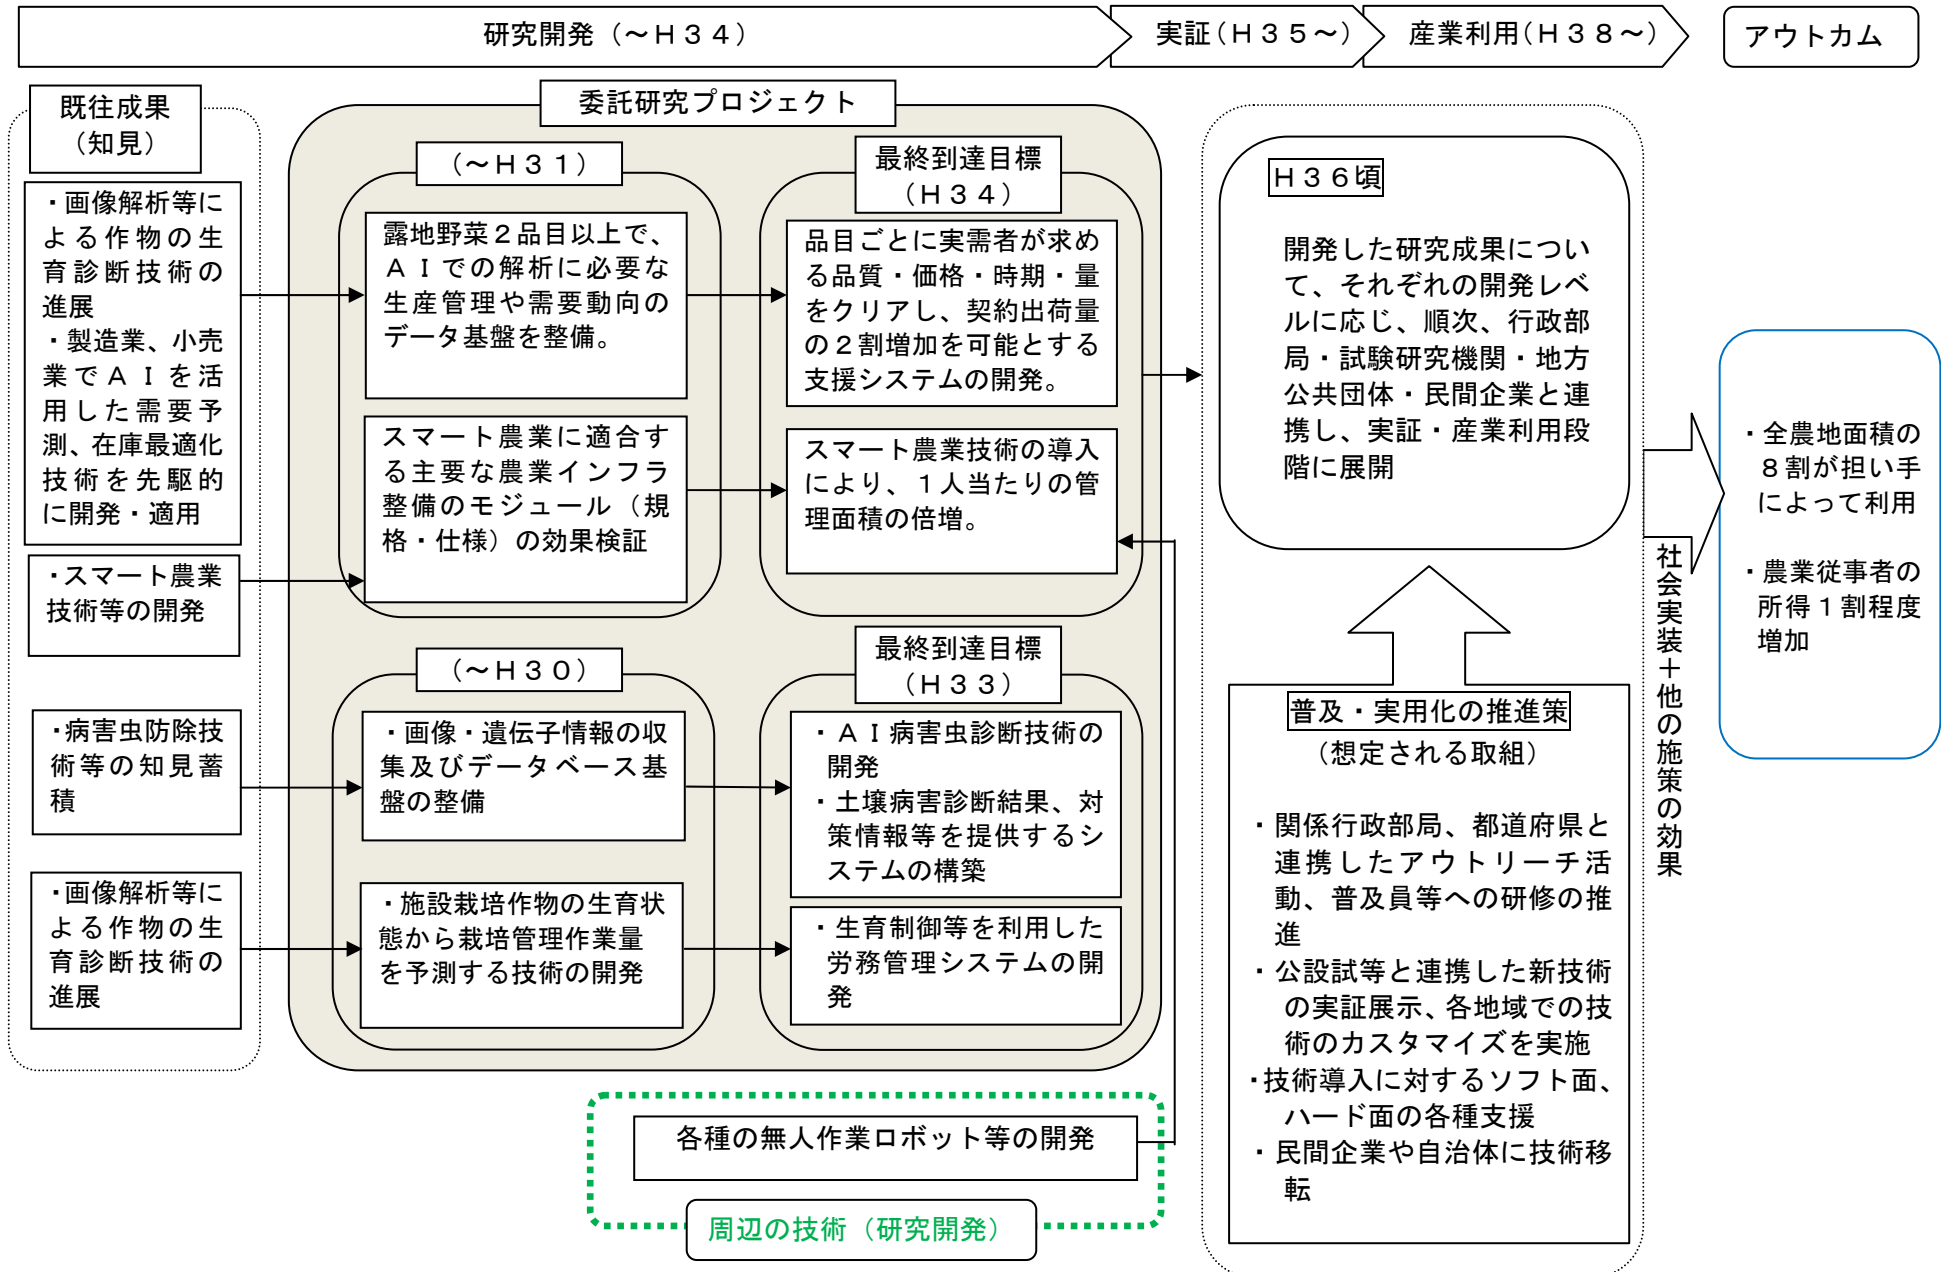 研究開発（～Ｈ３４）
実証(Ｈ３５～)
産業利用(Ｈ３８～)
アウトカム
既往成果
（知見）
・画像解析等に
よる作物の生
育診断技術の
進展
・製造業、小売
業でＡＩを活
用した需要予
測、在庫最適化
技術を先駆的
に開発・適用
・スマート農業
技術等の開発
・病害虫防除技
術等の知見蓄
積
・画像解析等に
よる作物の生
育診断技術の
進展
委託研究プロジェクト
（～Ｈ３１）
露地野菜２品目以上で、
ＡＩでの解析に必要な
生産管理や需要動向の
データ基盤を整備。
スマート農業に適合す
る主要な農業インフラ
整備のモジュール（規
格・仕様）の効果検証
最終到達目標
（Ｈ３４）
品目ごとに実需者が求め
る品質・価格・時期・量
をクリアし、契約出荷量
の２割増加を可能とする
支援システムの開発。
スマート農業技術の導入
により、１人当たりの管
理面積の倍増。
（～Ｈ３０）
・画像・遺伝子情報の収
集及びデータベース基
盤の整備
・施設栽培作物の生育状
態から栽培管理作業量
を予測する技術の開発
最終到達目標
（Ｈ３３）
・ＡＩ病害虫診断技術の
開発
・土壌病害診断結果、対
策情報等を提供するシ
ステムの構築
・生育制御等を利用した
労務管理システムの開
発
各種の無人作業ロボット等の開発
周辺の技術（研究開発）
Ｈ３６頃
開発した研究成果につい
て、それぞれの開発レベ
ルに応じ、順次、行政部
局・試験研究機関・地方
公共団体・民間企業と連
携し、実証・産業利用段
階に展開
普及・実用化の推進策
（想定される取組）
・関係行政部局、都道府県と
連携したアウトリーチ活
動、普及員等への研修の推
進
・公設試等と連携した新技術
の実証展示、各地域での技
術のカスタマイズを実施
・技術導入に対するソフト面、
ハード面の各種支援
・民間企業や自治体に技術移
転
社会実装＋他の施策の効果
・全農地面積の
８割が担い手
によって利用
・農業従事者の
所得１割程度
増加